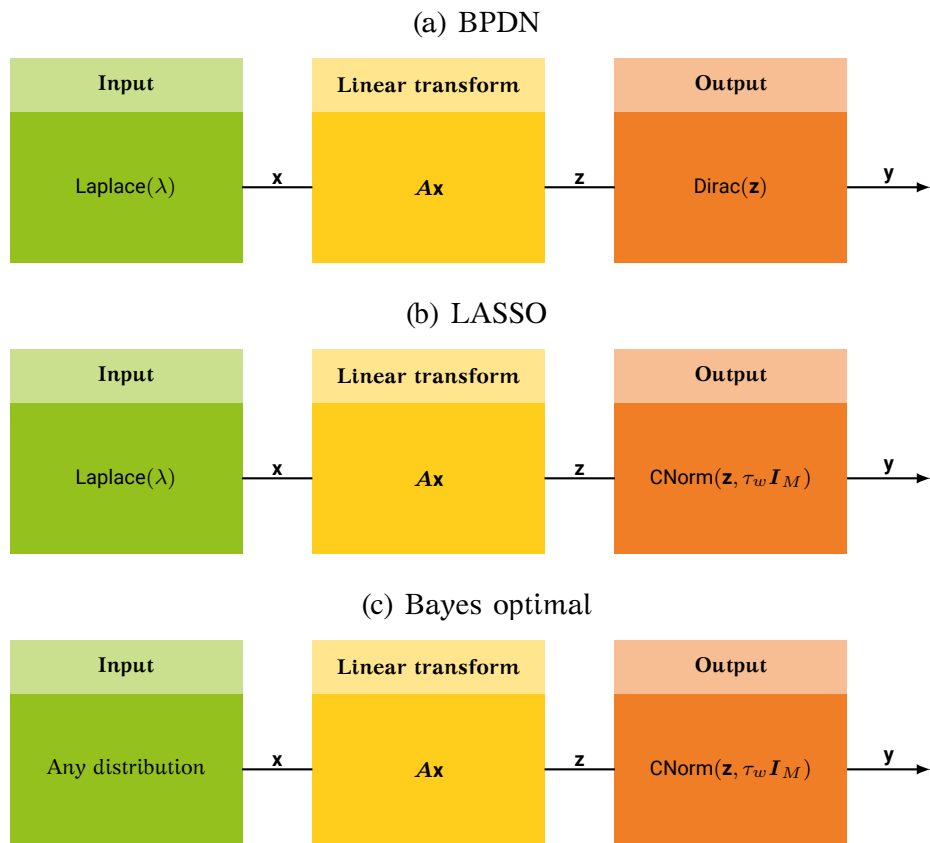 (a) BPDN
Input Linear transform Output
x z y
Laplace(λ) Ax Dirac(z)
(b) LASSO
Input Linear transform Output
x z y
Laplace(λ) Ax CNorm(z, τ_w I_M)
(c) Bayes optimal
Input Linear transform Output
x z y
Any distribution Ax CNorm(z, τ_w I_M)